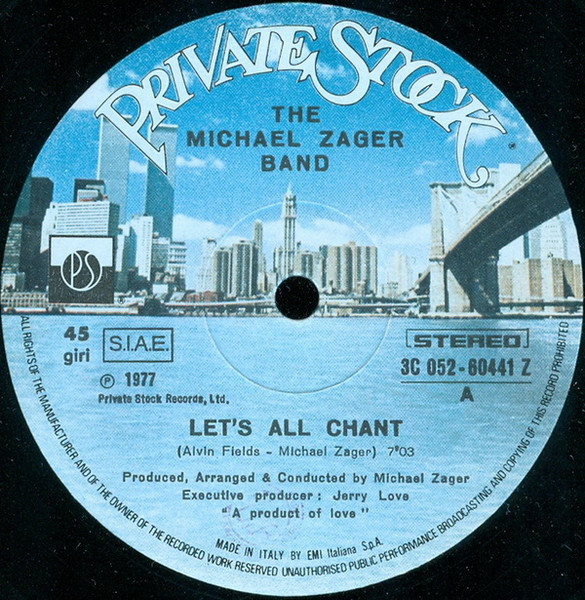 PRIVATE STOCK
THE
MICHAEL ZAGER
BAND
PS
®
45
giri
S.I.A.E.
℗ 1977
Private Stock Records, Ltd.
STEREO
3C 052-60441 Z
A
LET'S ALL CHANT
(Alvin Fields - Michael Zager) 7"03
Produced, Arranged & Conducted by Michael Zager
Executive producer: Jerry Love
"A product of love"
MADE IN ITALY BY EMI Italiana S.p.A.
ALL RIGHTS OF THE MANUFACTURER AND OF THE OWNER OF THE RECORDED WORK RESERVED UNAUTHORISED PUBLIC PERFORMANCE BROADCASTING AND COPYING OF THIS RECORD PROHIBITED